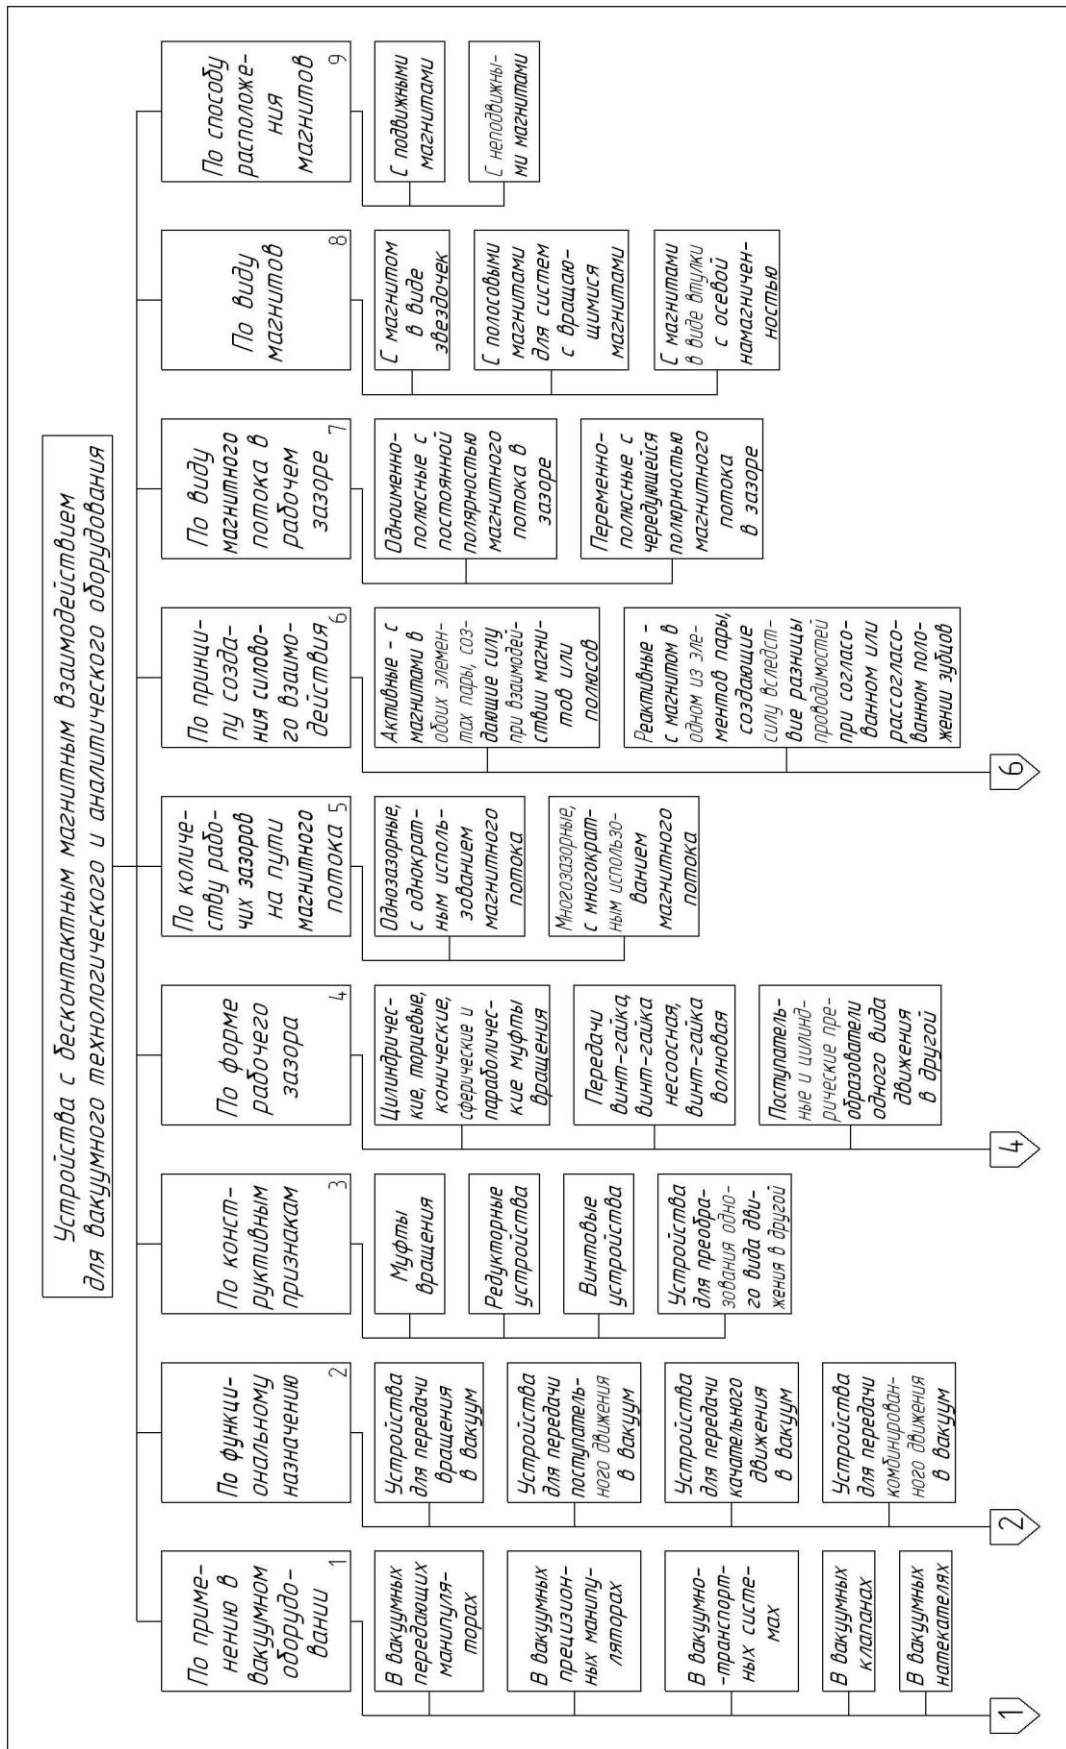 Устройства с бесконтактным магнитным взаимодействием
для вакуумного технологического и аналитического оборудования
По приме-
нению в
вакуумном
оборудо-
вании
1
В вакуумных
передающих
манипуля-
торах
В вакуумных
прецизион-
ных манипу-
ляторах
В вакуумно-
-транспорт-
ных систе-
мах
В вакуумных
клапанах
В вакуумных
натекателях
1
По функци-
ональному
назначению
2
Устройства
для передачи
вращения
в вакуум
Устройства
для передачи
поступатель-
ного движения
в вакуум
Устройства
для передачи
качательного
движения
в вакуум
Устройства
для передачи
комбинирован-
ного движения
в вакуум
2
По конст-
руктивным
признакам
3
Муфты
вращения
Редукторные
устройства
Винтовые
устройства
Устройства
для преобра-
зования одно-
го вида дви-
жения в другой
По форме
рабочего
зазора
4
Цилиндричес-
кие, торцевые,
конические,
сферические и
параболичес-
кие муфты
вращения
Передачи
винт-гайка,
винт-гайка
несоосная,
винт-гайка
волновая
Поступатель-
ные и цилинд-
рические пре-
образователи
одного вида
движения
в другой
4
По количе-
ству рабо-
чих зазоров
на пути
магнитного
потока
5
Однозазорные,
с однократ-
ным исполь-
зованием
магнитного
потока
Многозазорные,
с многократ-
ным использо-
ванием
магнитного
потока
По принци-
пу созда-
ния силово-
го взаимо-
действия
6
Активные - с
магнитами в
обоих элемен-
тах пары, соз-
дающие силу
при взаимодей-
ствии магни-
тов или
полюсов
Реактивные -
с магнитом в
одном из эле-
ментов пары,
создающие
силу вследст-
вие разницы
проводимостей
при согласо-
ванном или
рассогласо-
ванном поло-
жении зубцов
6
По виду
магнитного
потока в
рабочем
зазоре
7
Одноименно-
полюсные с
постоянной
полярностью
магнитного
потока в
зазоре
Переменно-
полюсные с
чередующейся
полюрностью
магнитного
потока
в зазоре
По виду
магнитов
8
С магнитом
в виде
звездочек
С полосовыми
магнитами
для систем
с вращаю-
щимися
магнитами
С магнитами
в виде втулки
с осевой
намагничен-
ностью
По способу
расположе-
ния
магнитов
9
С подвижными
магнитами
С неподвижны-
ми магнитами